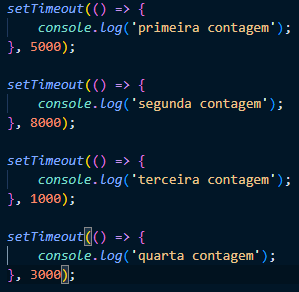 setTimeout(() => {
    console.log('primeira contagem');
}, 5000);

setTimeout(() => {
    console.log('segunda contagem');
}, 8000);

setTimeout(() => {
    console.log('terceira contagem');
}, 1000);

setTimeout(() => {
    console.log('quarta contagem');
}, 3000);